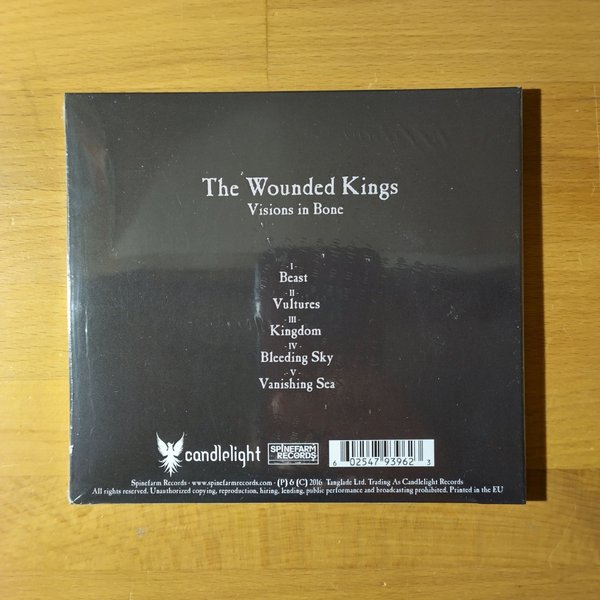 The Wounded Kings
Visions in Bone
- I -
Beast
- II -
Vultures
- III -
Kingdom
- IV -
Bleeding Sky
- V -
Vanishing Sea
candlelight
SPINEFARM
RECORDS
6 02547 93962 3
Spinefarm Records - www.spinefarmrecords.com - (P) & (C) 2016 Tanglade Ltd. Trading As Candlelight Records
All rights reserved. Unauthorized copying, reproduction, hiring, lending, public performance and broadcasting prohibited. Printed in the EU